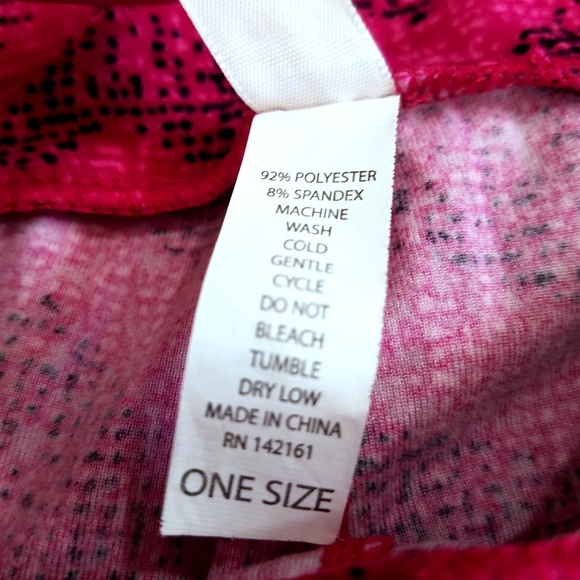 92% POLYESTER
8% SPANDEX
MACHINE
WASH
COLD
GENTLE
CYCLE
DO NOT
BLEACH
TUMBLE
DRY LOW
MADE IN CHINA
RN 142161
ONE SIZE